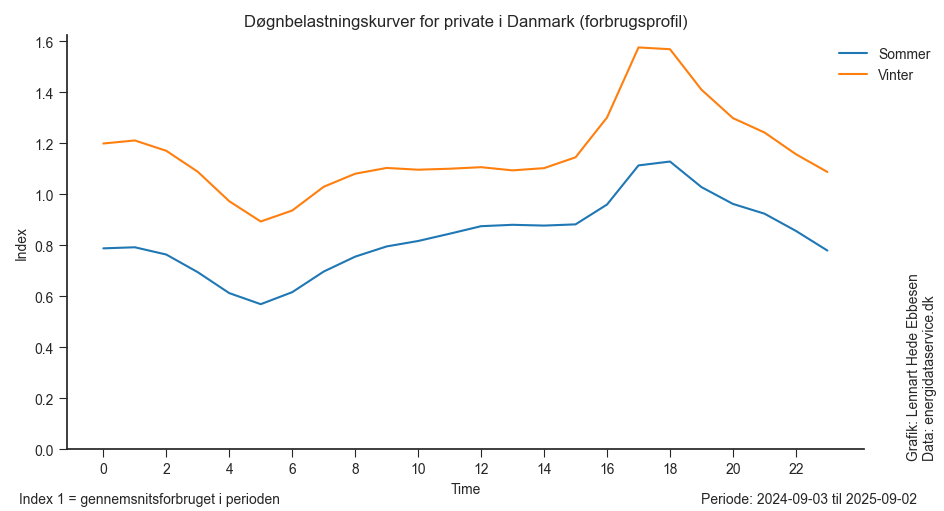 Døgnbelastningskurver for private i Danmark (forbrugsprofil)
Sommer
Vinter
1.6
1.4
1.2
1.0
0.8
0.6
0.4
0.2
0.0
Index
0 2 4 6 8 10 12 14 16 18 20 22
Time
Grafik: Lennart Hede Ebbesen
Data: energidataservice.dk
Index 1 = gennemsnitsforbruget i perioden
Periode: 2024-09-03 til 2025-09-02